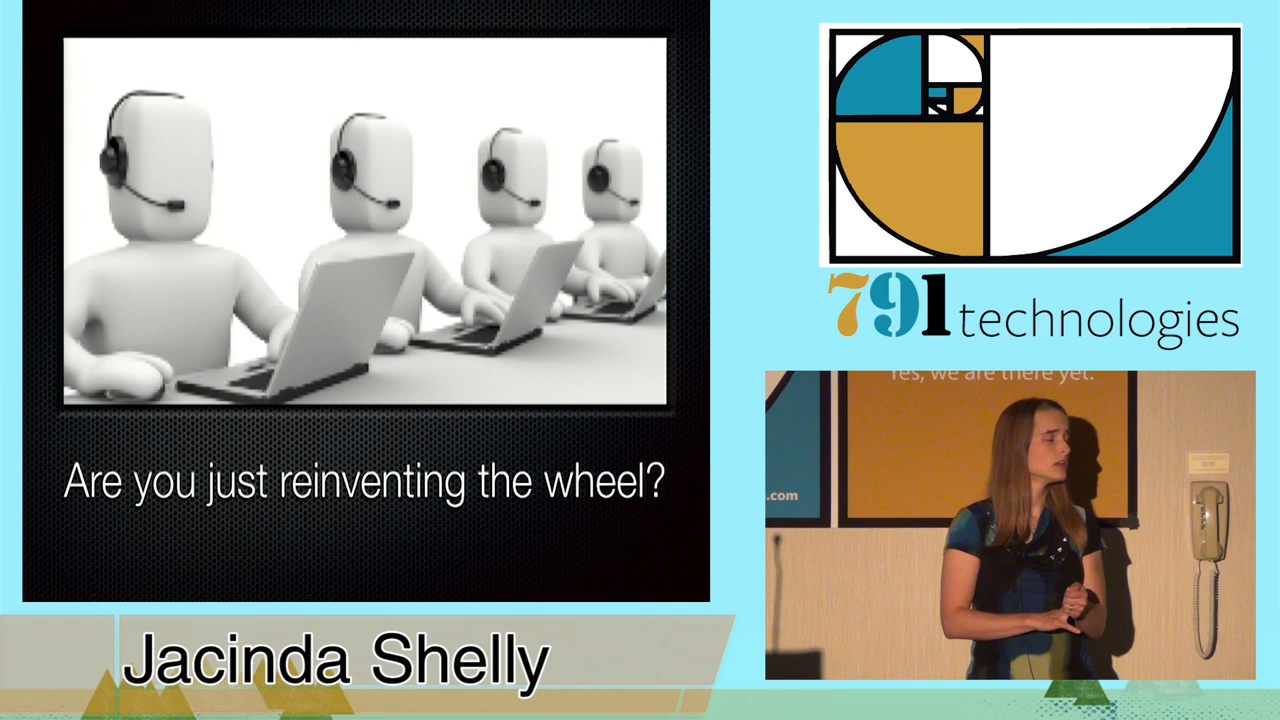 Are you just reinventing the wheel?
791 technologies
Yes, we are there yet.
.com
Jacinda Shelly